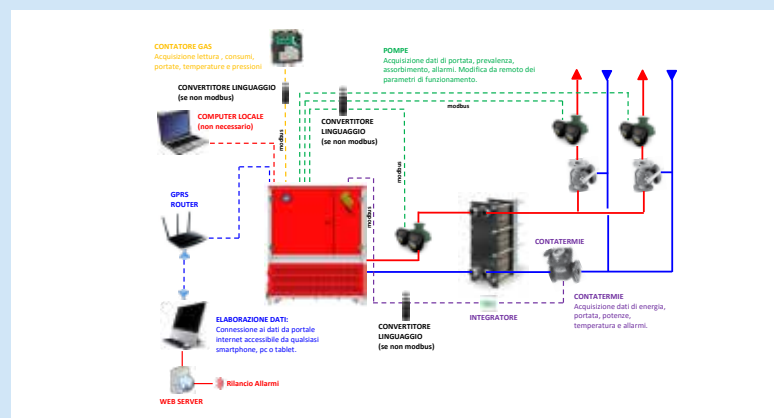 CONTATORE GAS
Acquisizione lettura , consumi,
portate, temperature e pressioni
CONVERTITORE LINGUAGGIO
(se non modbus)
COMPUTER LOCALE
(non necessario)
modbus
POMPE
Acquisizione dati di portata, prevalenza,
assorbimento, allarmi. Modifica da remoto dei
parametri di funzionamento.
modbus
CONVERTITORE
LINGUAGGIO
(se non modbus)
modbus
GPRS
ROUTER
modbus
CONTATERMIE
CONTATERMIE
Acquisizione dati di energia,
portata, potenze,
temperatura e allarmi.
INTEGRATORE
CONVERTITORE
LINGUAGGIO
(se non modbus)
ELABORAZIONE DATI:
Connessione ai dati da portale
internet accessibile da qualsiasi
smartphone, pc o tablet.
Rilancio Allarmi
WEB SERVER